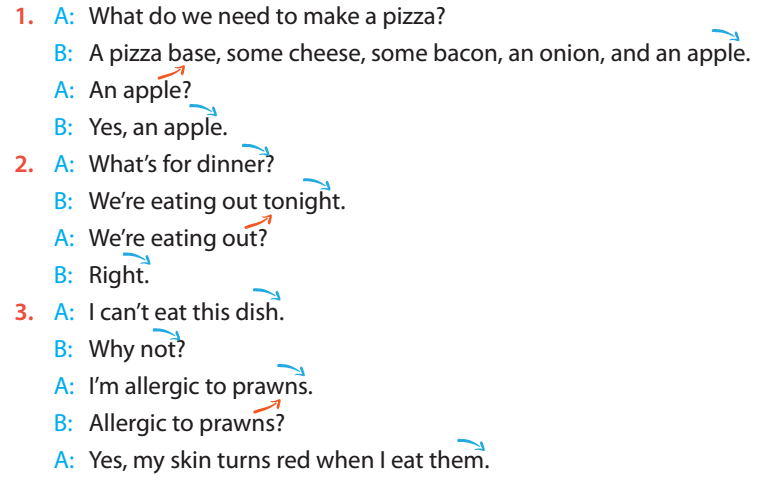 1. A: What do we need to make a pizza?
B: A pizza base, some cheese, some bacon, an onion, and an apple.
A: An apple?
B: Yes, an apple.
2. A: What's for dinner?
B: We're eating out tonight.
A: We're eating out?
B: Right.
3. A: I can't eat this dish.
B: Why not?
A: I'm allergic to prawns.
B: Allergic to prawns?
A: Yes, my skin turns red when I eat them.